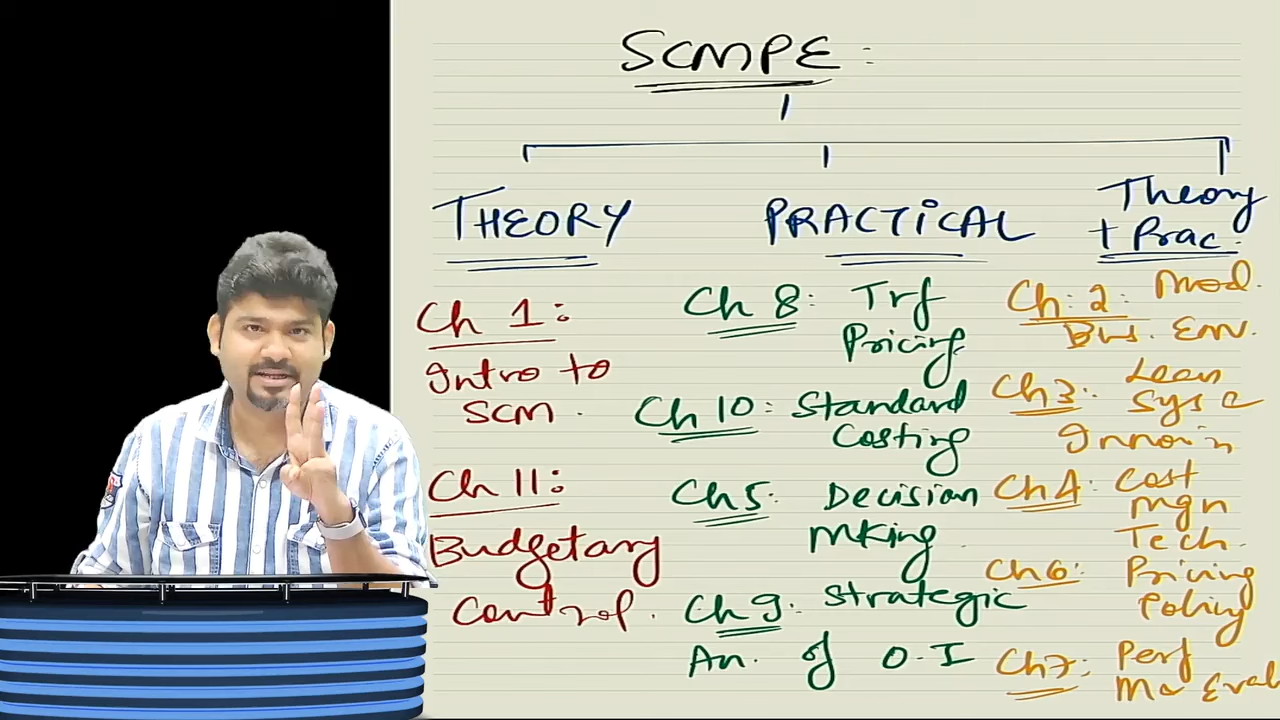 SCMPE:
THEORY
Ch 1:
Intro to
SCM.
Ch 11:
Budgetary
Control.
PRACTICAL
Ch 8: Trf
Pricing
Ch 10: Standard
Costing
Ch 5: Decision
Mking
Ch 9: Strategic
An. of O.I
Theory
+ Prac.
Ch: 2: Mod.
Bus. Env.
Ch 3: Lean
Sys &
Ch 4: Cost
Mgn
Tech.
Ch 6: Pricing
Policy
Ch 7: Perf
Eval